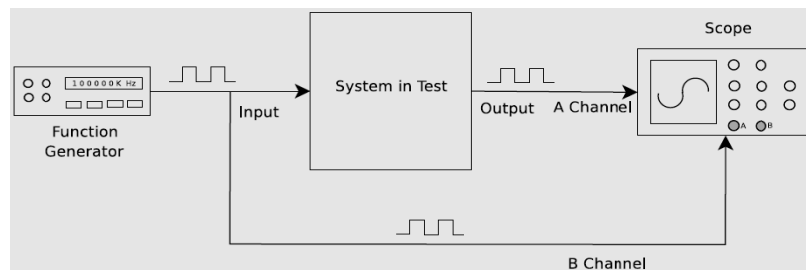 Scope
100000K Hz
System in Test
Input
Output
A Channel
Function
Generator
A
B
B Channel